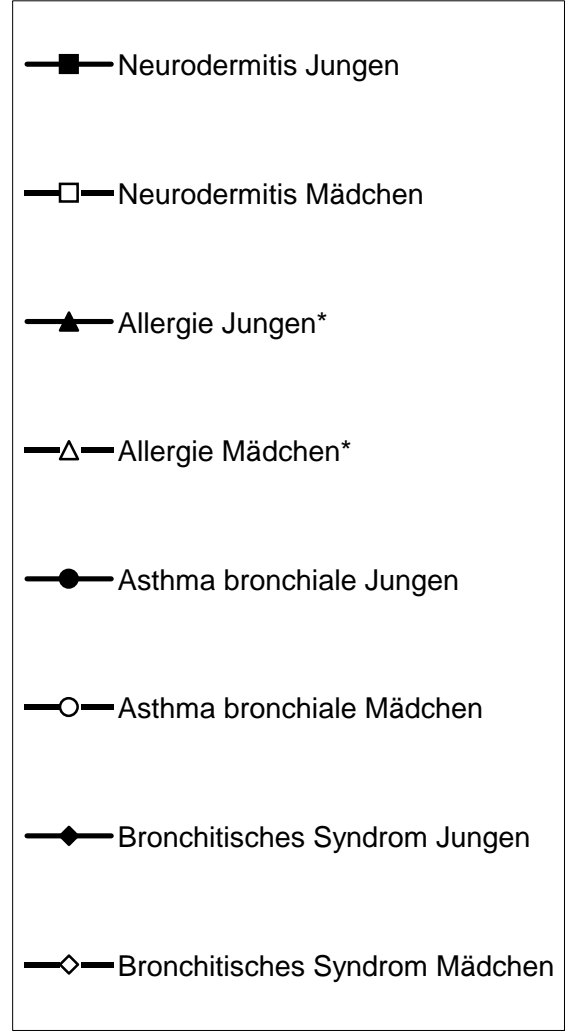 Neurodermitis Jungen
Neurodermitis Mädchen
Allergie Jungen*
Allergie Mädchen*
Asthma bronchiale Jungen
Asthma bronchiale Mädchen
Bronchitisches Syndrom Jungen
Bronchitisches Syndrom Mädchen